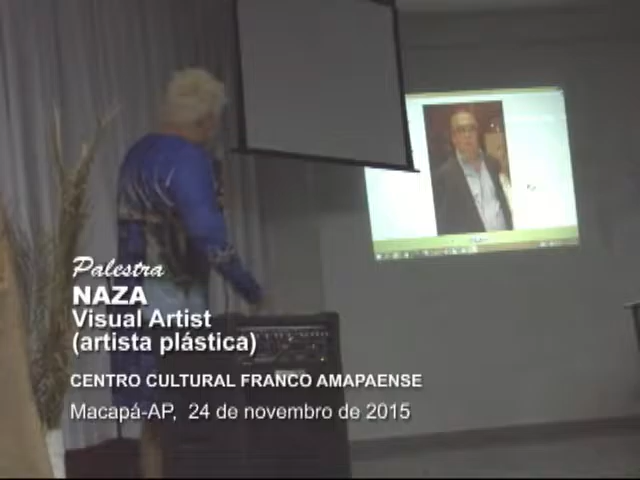 Palestra
NAZA
Visual Artist
(artista plástica)
CENTRO CULTURAL FRANCO AMAPAENSE
Macapá-AP, 24 de novembro de 2015